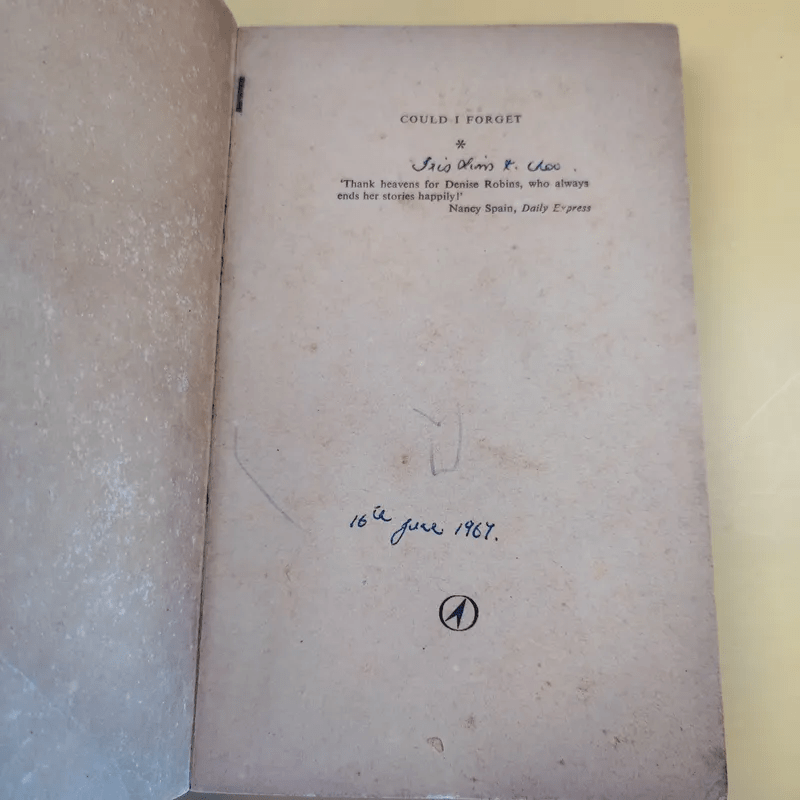 COULD I FORGET
*
Iris
'Thank heavens for Denise Robins, who always
ends her stories happily!'
Nancy Spain, Daily Express
16th June 1967.